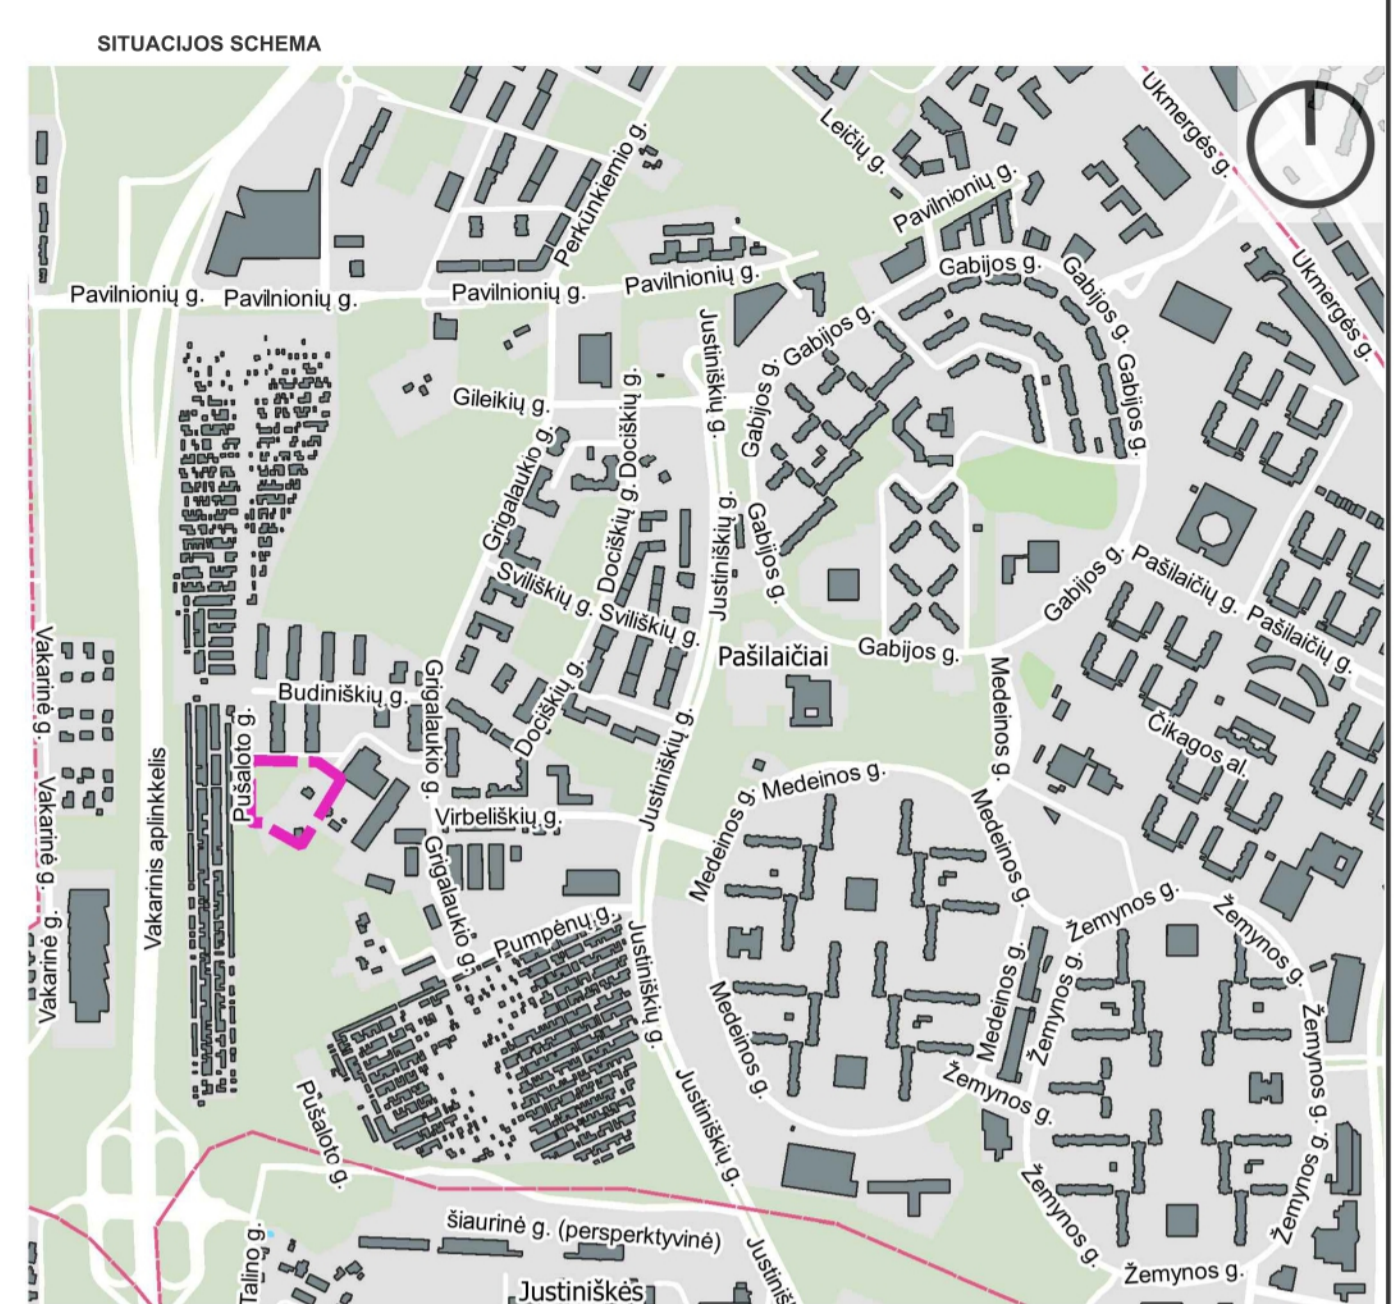 SITUACIJOS SCHEMA
Ukmergės g.
Leičių g.
Perkūnkiemio g.
Pavilnionių g.
Ukmergės g.
Gabijos g.
Gabijos g.
Pavilnionių g.
Pavilnionių g.
Pavilnionių g.
Pavilnionių g.
Justiniškių g.
Gabijos g.
Gabijos g.
Gabijos g.
Gileikių g.
Dociškių g.
Grigalaukio g.
Dociškių g.
Justiniškių g.
Gabijos g.
Gabijos g.
Pašilaičių g.
Pašilaičių g.
Sviliškių g.
Sviliškių g.
Gabijos g.
Pašilaičiai
Vakarinė g.
Budiniškių g.
Grigalaukio g.
Dociškių g.
Medeinos g.
Čikagos al.
Pušaloto g.
Vakarinis aplinkkelis
Justiniškių g.
Medeinos g.
Vakarinė g.
Virbeliškių g.
Medeinos g.
Medeinos g.
Grigalaukio g.
Žemynos g.
Žemynos g.
Vakarinė g.
Pumpėnų g.
Justiniškių g.
Medeinos g.
Medeinos g.
Žemynos g.
Žemynos g.
Žemynos g.
Pušaloto g.
Justiniškių g.
Žemynos g.
Žemynos g.
Talino g.
šiaurinė g. (persperktyvinė)
Justiniš
Žemynos g.
Justiniškės